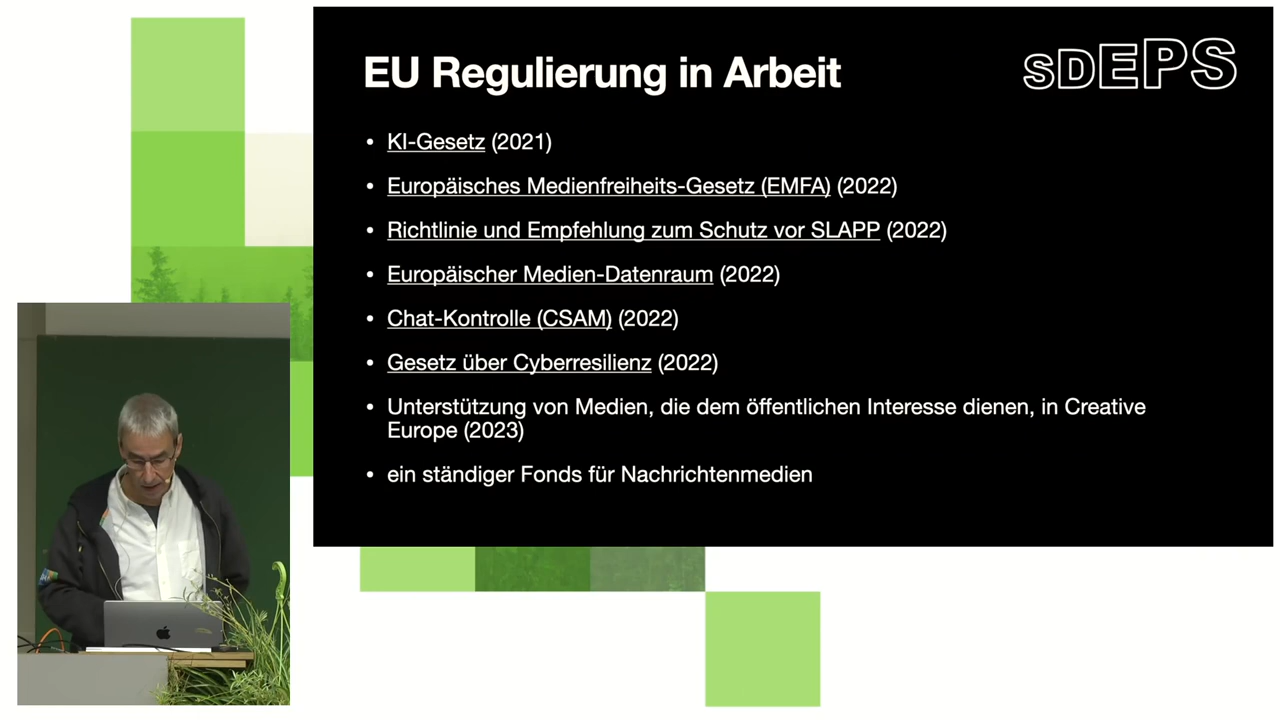 EU Regulierung in Arbeit
sDEPS
• KI-Gesetz (2021)
• Europäisches Medienfreiheits-Gesetz (EMFA) (2022)
• Richtlinie und Empfehlung zum Schutz vor SLAPP (2022)
• Europäischer Medien-Datenraum (2022)
• Chat-Kontrolle (CSAM) (2022)
• Gesetz über Cyberresilienz (2022)
• Unterstützung von Medien, die dem öffentlichen Interesse dienen, in Creative
Europe (2023)
• ein ständiger Fonds für Nachrichtenmedien